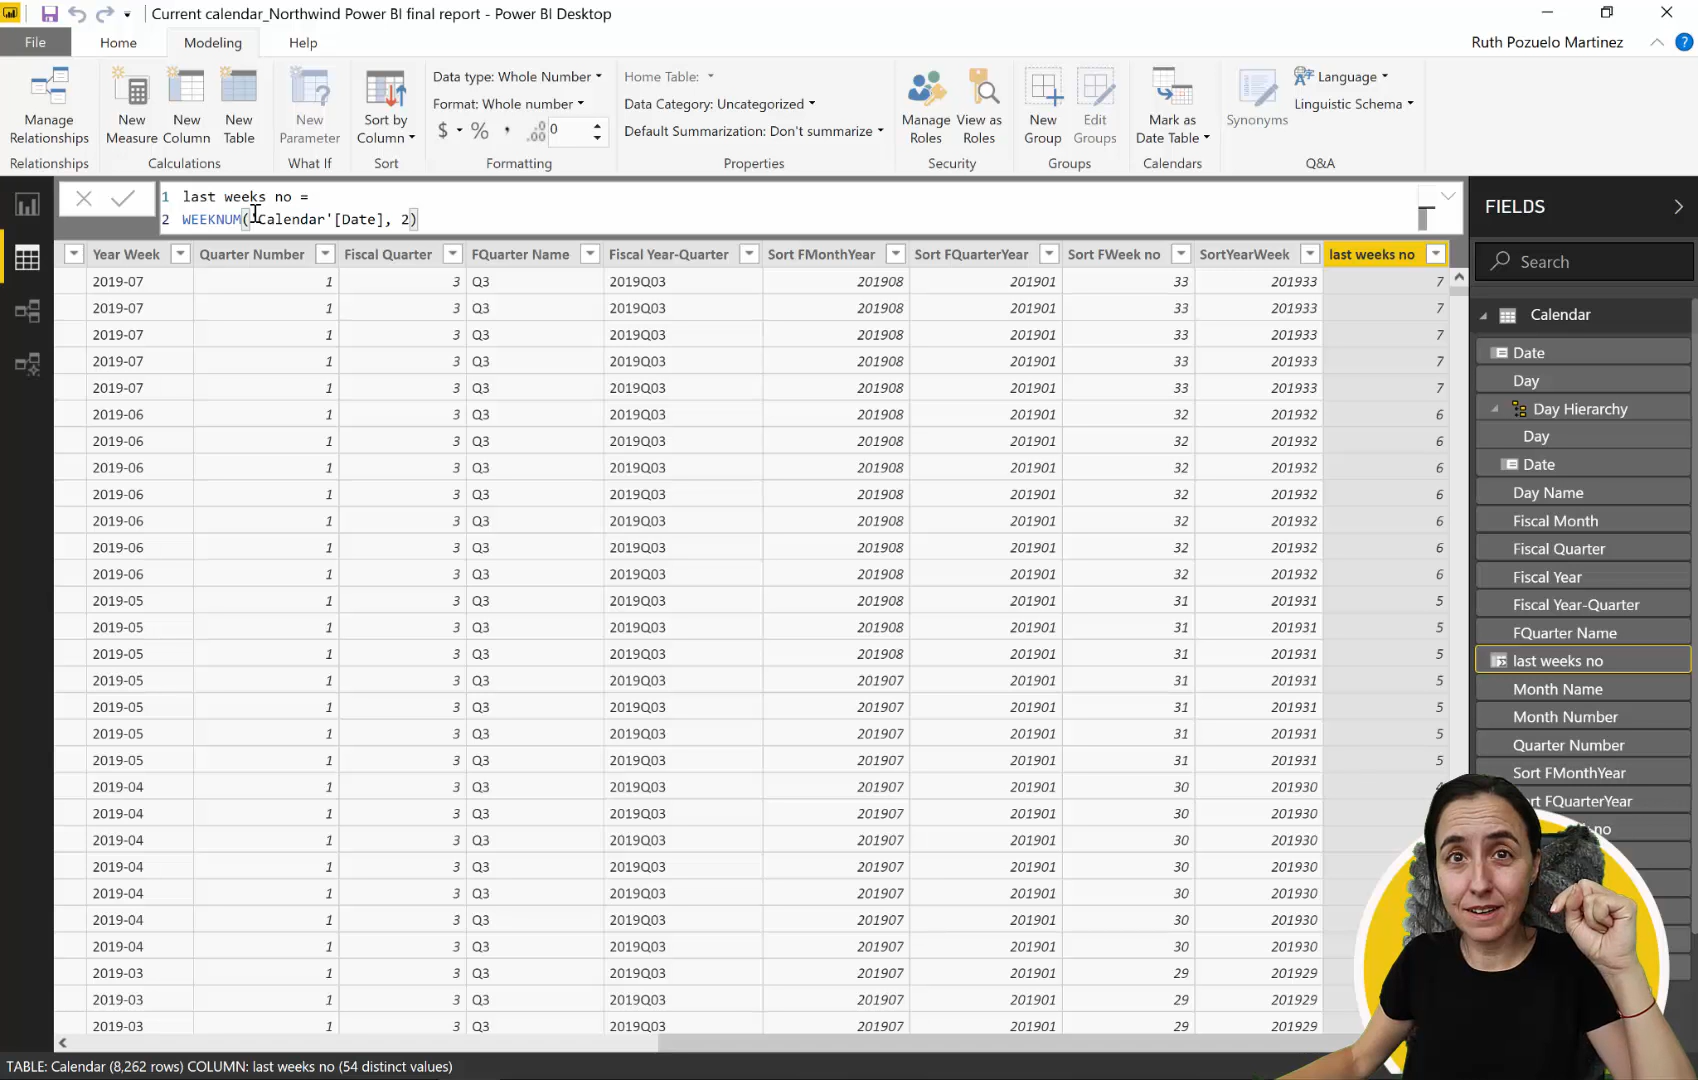 Current calendar_Northwind Power BI final report - Power BI Desktop
File Home Modeling Help Ruth Pozuelo Martinez ?
Manage Relationships
New Measure
New Column
New Table
New Parameter
Sort by Column
Data type: Whole Number
Format: Whole number
$ % , .00 0
Home Table:
Data Category: Uncategorized
Default Summarization: Don't summarize
Manage Roles
View as Roles
New Group
Edit Groups
Mark as Date Table
Synonyms
Language
Linguistic Schema
Relationships Calculations What If Sort Formatting Properties Security Groups Calendars Q&A
1 last weeks no =
2 WEEKNUM('Calendar'[Date], 2)
Year Week Quarter Number Fiscal Quarter FQuarter Name Fiscal Year-Quarter Sort FMonthYear Sort FQuarterYear Sort FWeek no SortYearWeek last weeks no
2019-07 1 3 Q3 2019Q03 201908 201901 33 201933 7
2019-07 1 3 Q3 2019Q03 201908 201901 33 201933 7
2019-07 1 3 Q3 2019Q03 201908 201901 33 201933 7
2019-07 1 3 Q3 2019Q03 201908 201901 33 201933 7
2019-07 1 3 Q3 2019Q03 201908 201901 33 201933 7
2019-06 1 3 Q3 2019Q03 201908 201901 32 201932 6
2019-06 1 3 Q3 2019Q03 201908 201901 32 201932 6
2019-06 1 3 Q3 2019Q03 201908 201901 32 201932 6
2019-06 1 3 Q3 2019Q03 201908 201901 32 201932 6
2019-06 1 3 Q3 2019Q03 201908 201901 32 201932 6
2019-06 1 3 Q3 2019Q03 201908 201901 32 201932 6
2019-06 1 3 Q3 2019Q03 201908 201901 32 201932 6
2019-05 1 3 Q3 2019Q03 201908 201901 31 201931 5
2019-05 1 3 Q3 2019Q03 201908 201901 31 201931 5
2019-05 1 3 Q3 2019Q03 201908 201901 31 201931 5
2019-05 1 3 Q3 2019Q03 201907 201901 31 201931 5
2019-05 1 3 Q3 2019Q03 201907 201901 31 201931 5
2019-05 1 3 Q3 2019Q03 201907 201901 31 201931 5
2019-05 1 3 Q3 2019Q03 201907 201901 31 201931 5
2019-04 1 3 Q3 2019Q03 201907 201901 30 201930
2019-04 1 3 Q3 2019Q03 201907 201901 30 201930
2019-04 1 3 Q3 2019Q03 201907 201901 30 201930
2019-04 1 3 Q3 2019Q03 201907 201901 30 201930
2019-04 1 3 Q3 2019Q03 201907 201901 30 201930
2019-04 1 3 Q3 2019Q03 201907 201901 30 201930
2019-04 1 3 Q3 2019Q03 201907 201901 30 201930
2019-03 1 3 Q3 2019Q03 201907 201901 29 201929
2019-03 1 3 Q3 2019Q03 201907 201901 29 201929
2019-03 1 3 Q3 2019Q03 201907 201901 29 201929
FIELDS
Search
Calendar
Date
Day
Day Hierarchy
Day
Date
Day Name
Fiscal Month
Fiscal Quarter
Fiscal Year
Fiscal Year-Quarter
FQuarter Name
last weeks no
Month Name
Month Number
Quarter Number
Sort FMonthYear
FQuarterYear
no
TABLE: Calendar (8,262 rows) COLUMN: last weeks no (54 distinct values)